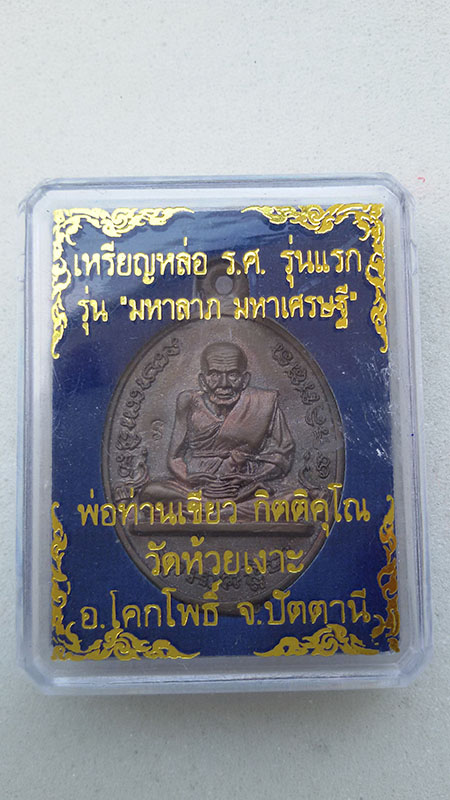 เหรียญหล่อ ร.ศ. รุ่นแรก
รุ่น "มหาลาภ มหาเศรษฐี"
พ่อท่านเขียว กิตติคุโณ
วัดห้วยเงาะ
อ.โคกโพธิ์ จ.ปัตตานี